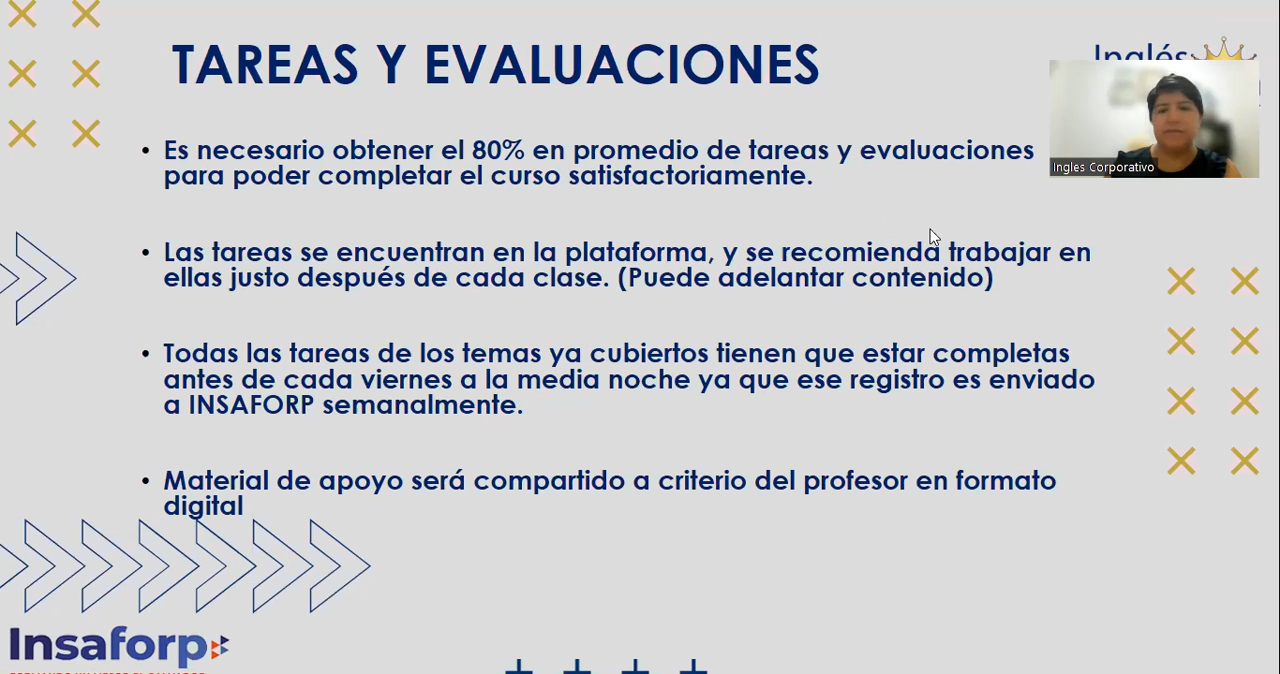 TAREAS Y EVALUACIONES
Inglés
Ingles Corporativo
• Es necesario obtener el 80% en promedio de tareas y evaluaciones
para poder completar el curso satisfactoriamente.
• Las tareas se encuentran en la plataforma, y se recomienda trabajar en
ellas justo después de cada clase. (Puede adelantar contenido)
• Todas las tareas de los temas ya cubiertos tienen que estar completas
antes de cada viernes a la media noche ya que ese registro es enviado
a INSAFORP semanalmente.
• Material de apoyo será compartido a criterio del profesor en formato
digital
Insaforp